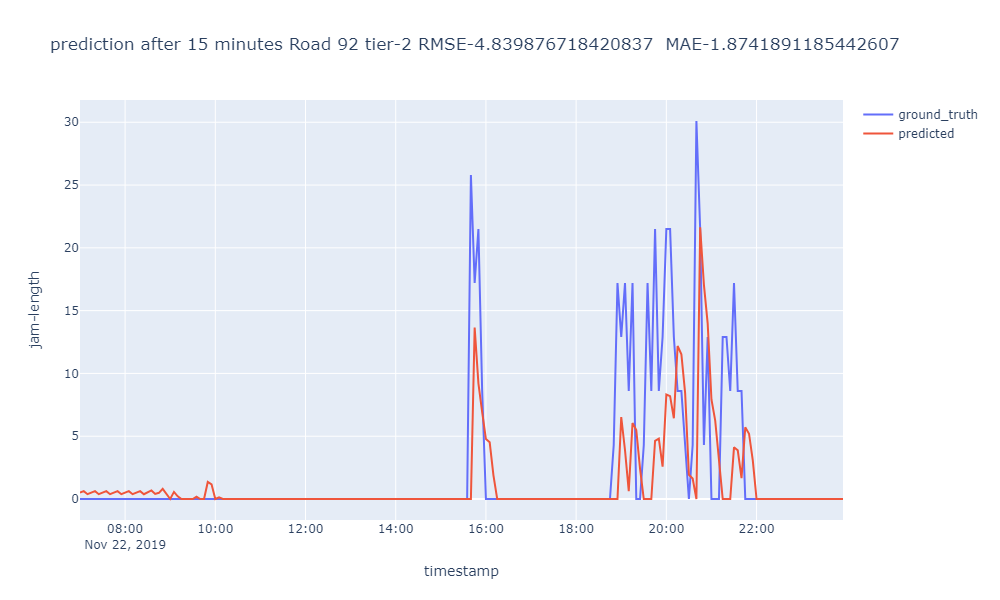 prediction after 15 minutes Road 92 tier-2 RMSE-4.839876718420837  MAE-1.8741891185442607
ground_truth
predicted
30
25
20
15
10
5
0
jam-length
08:00 10:00 12:00 14:00 16:00 18:00 20:00 22:00
Nov 22, 2019
timestamp